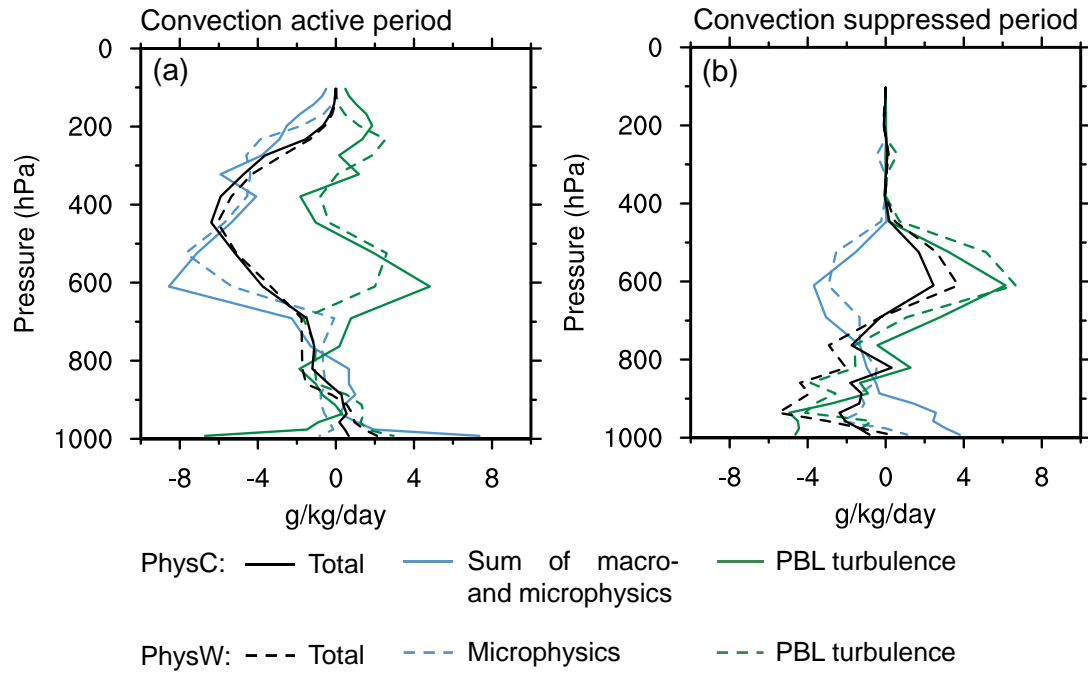 Convection active period
Convection suppressed period
(a)
0
200
400
600
800
1000
Pressure (hPa)
-8
-4
0
4
8
g/kg/day
(b)
0
200
400
600
800
1000
Pressure (hPa)
-8
-4
0
4
8
g/kg/day
PhysC: Total Sum of macro- PBL turbulence
and microphysics
PhysW: Total Microphysics PBL turbulence